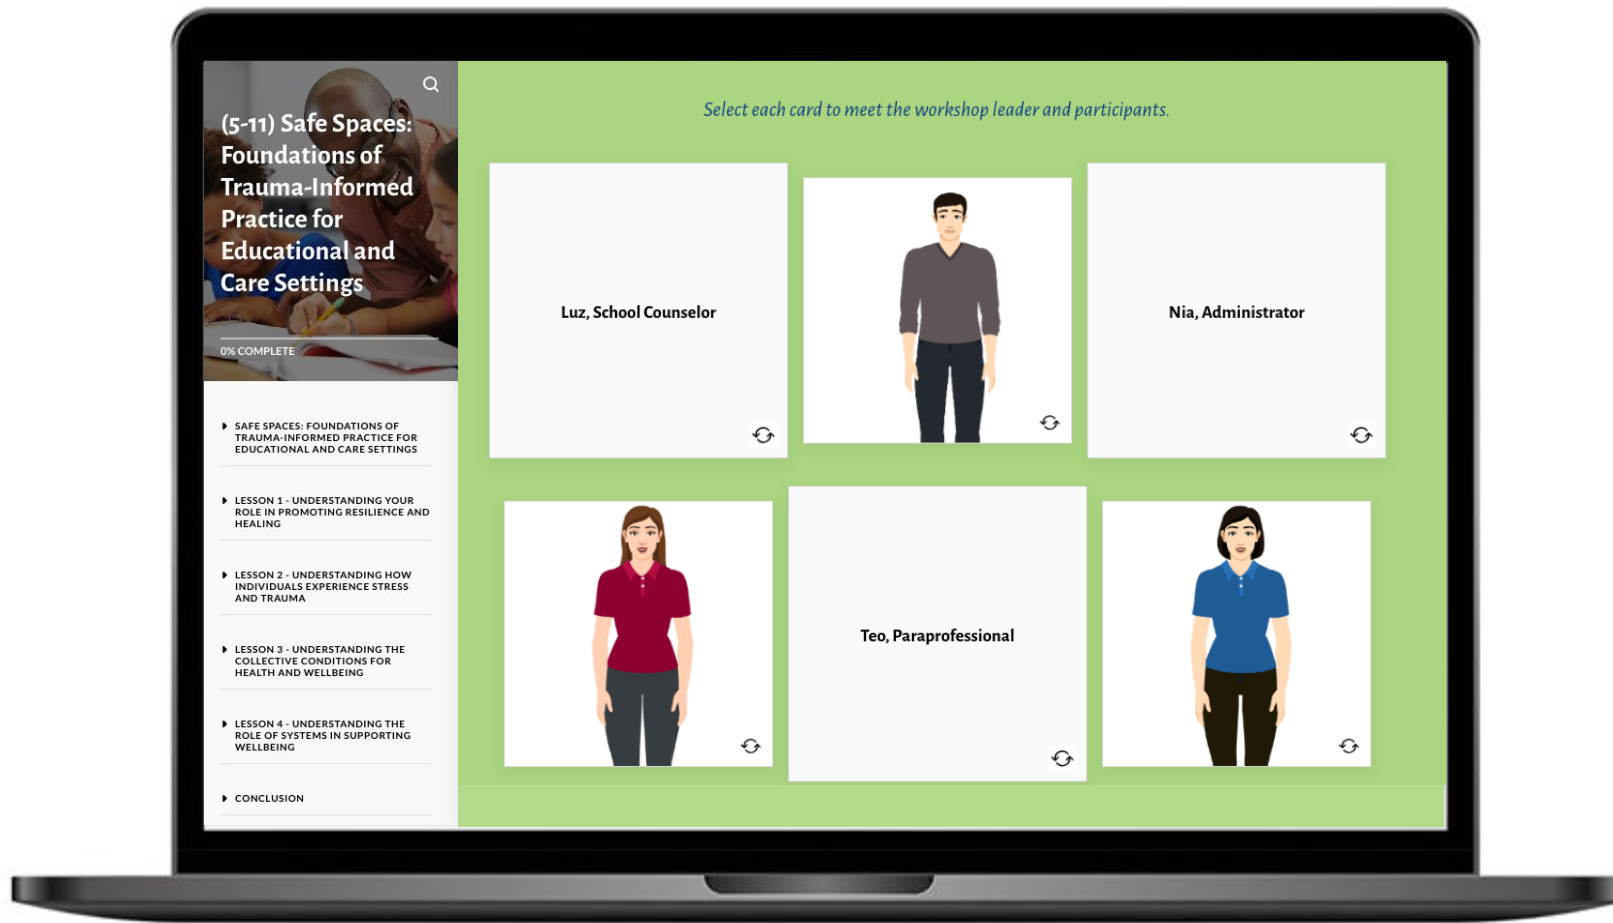 (5-11) Safe Spaces:
Foundations of
Trauma-Informed
Practice for
Educational and
Care Settings
0% COMPLETE
SAFE SPACES: FOUNDATIONS OF
TRAUMA-INFORMED PRACTICE FOR
EDUCATIONAL AND CARE SETTINGS
LESSON 1 - UNDERSTANDING YOUR
ROLE IN PROMOTING RESILIENCE AND
HEALING
LESSON 2 - UNDERSTANDING HOW
INDIVIDUALS EXPERIENCE STRESS
AND TRAUMA
LESSON 3 - UNDERSTANDING THE
COLLECTIVE CONDITIONS FOR
HEALTH AND WELLBEING
LESSON 4 - UNDERSTANDING THE
ROLE OF SYSTEMS IN SUPPORTING
WELLBEING
CONCLUSION
Select each card to meet the workshop leader and participants.
Luz, School Counselor
Nia, Administrator
Teo, Paraprofessional